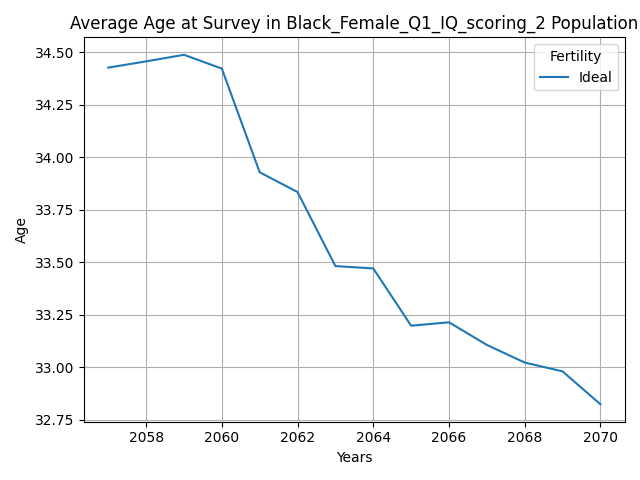 Average Age at Survey in Black_Female_Q1_IQ_scoring_2 Population
Fertility
Ideal
34.50
34.25
34.00
33.75
33.50
33.25
33.00
32.75
Age
2058 2060 2062 2064 2066 2068 2070
Years